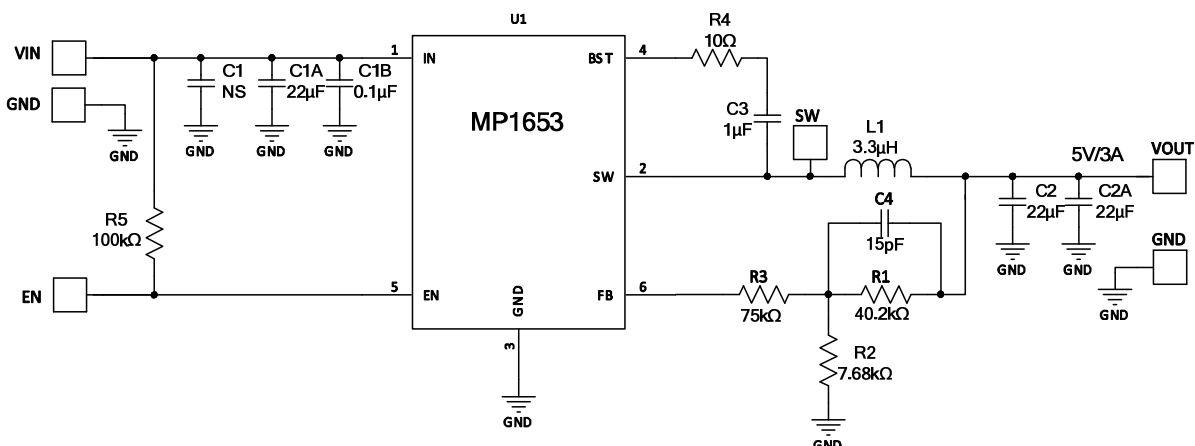 U1
MP1653
VIN
GND
GND
EN
R5
100kΩ
C1
NS
GND
C1A
22µF
GND
C1B
0.1µF
GND
1
IN
5
EN
GND
3
GND
BST
4
SW
2
FB
6
R4
10Ω
C3
1µF
SW
L1
3.3µH
C4
15pF
R3
75kΩ
R1
40.2kΩ
R2
7.68kΩ
GND
5V/3A
VOUT
C2
22µF
GND
C2A
22µF
GND
GND
GND